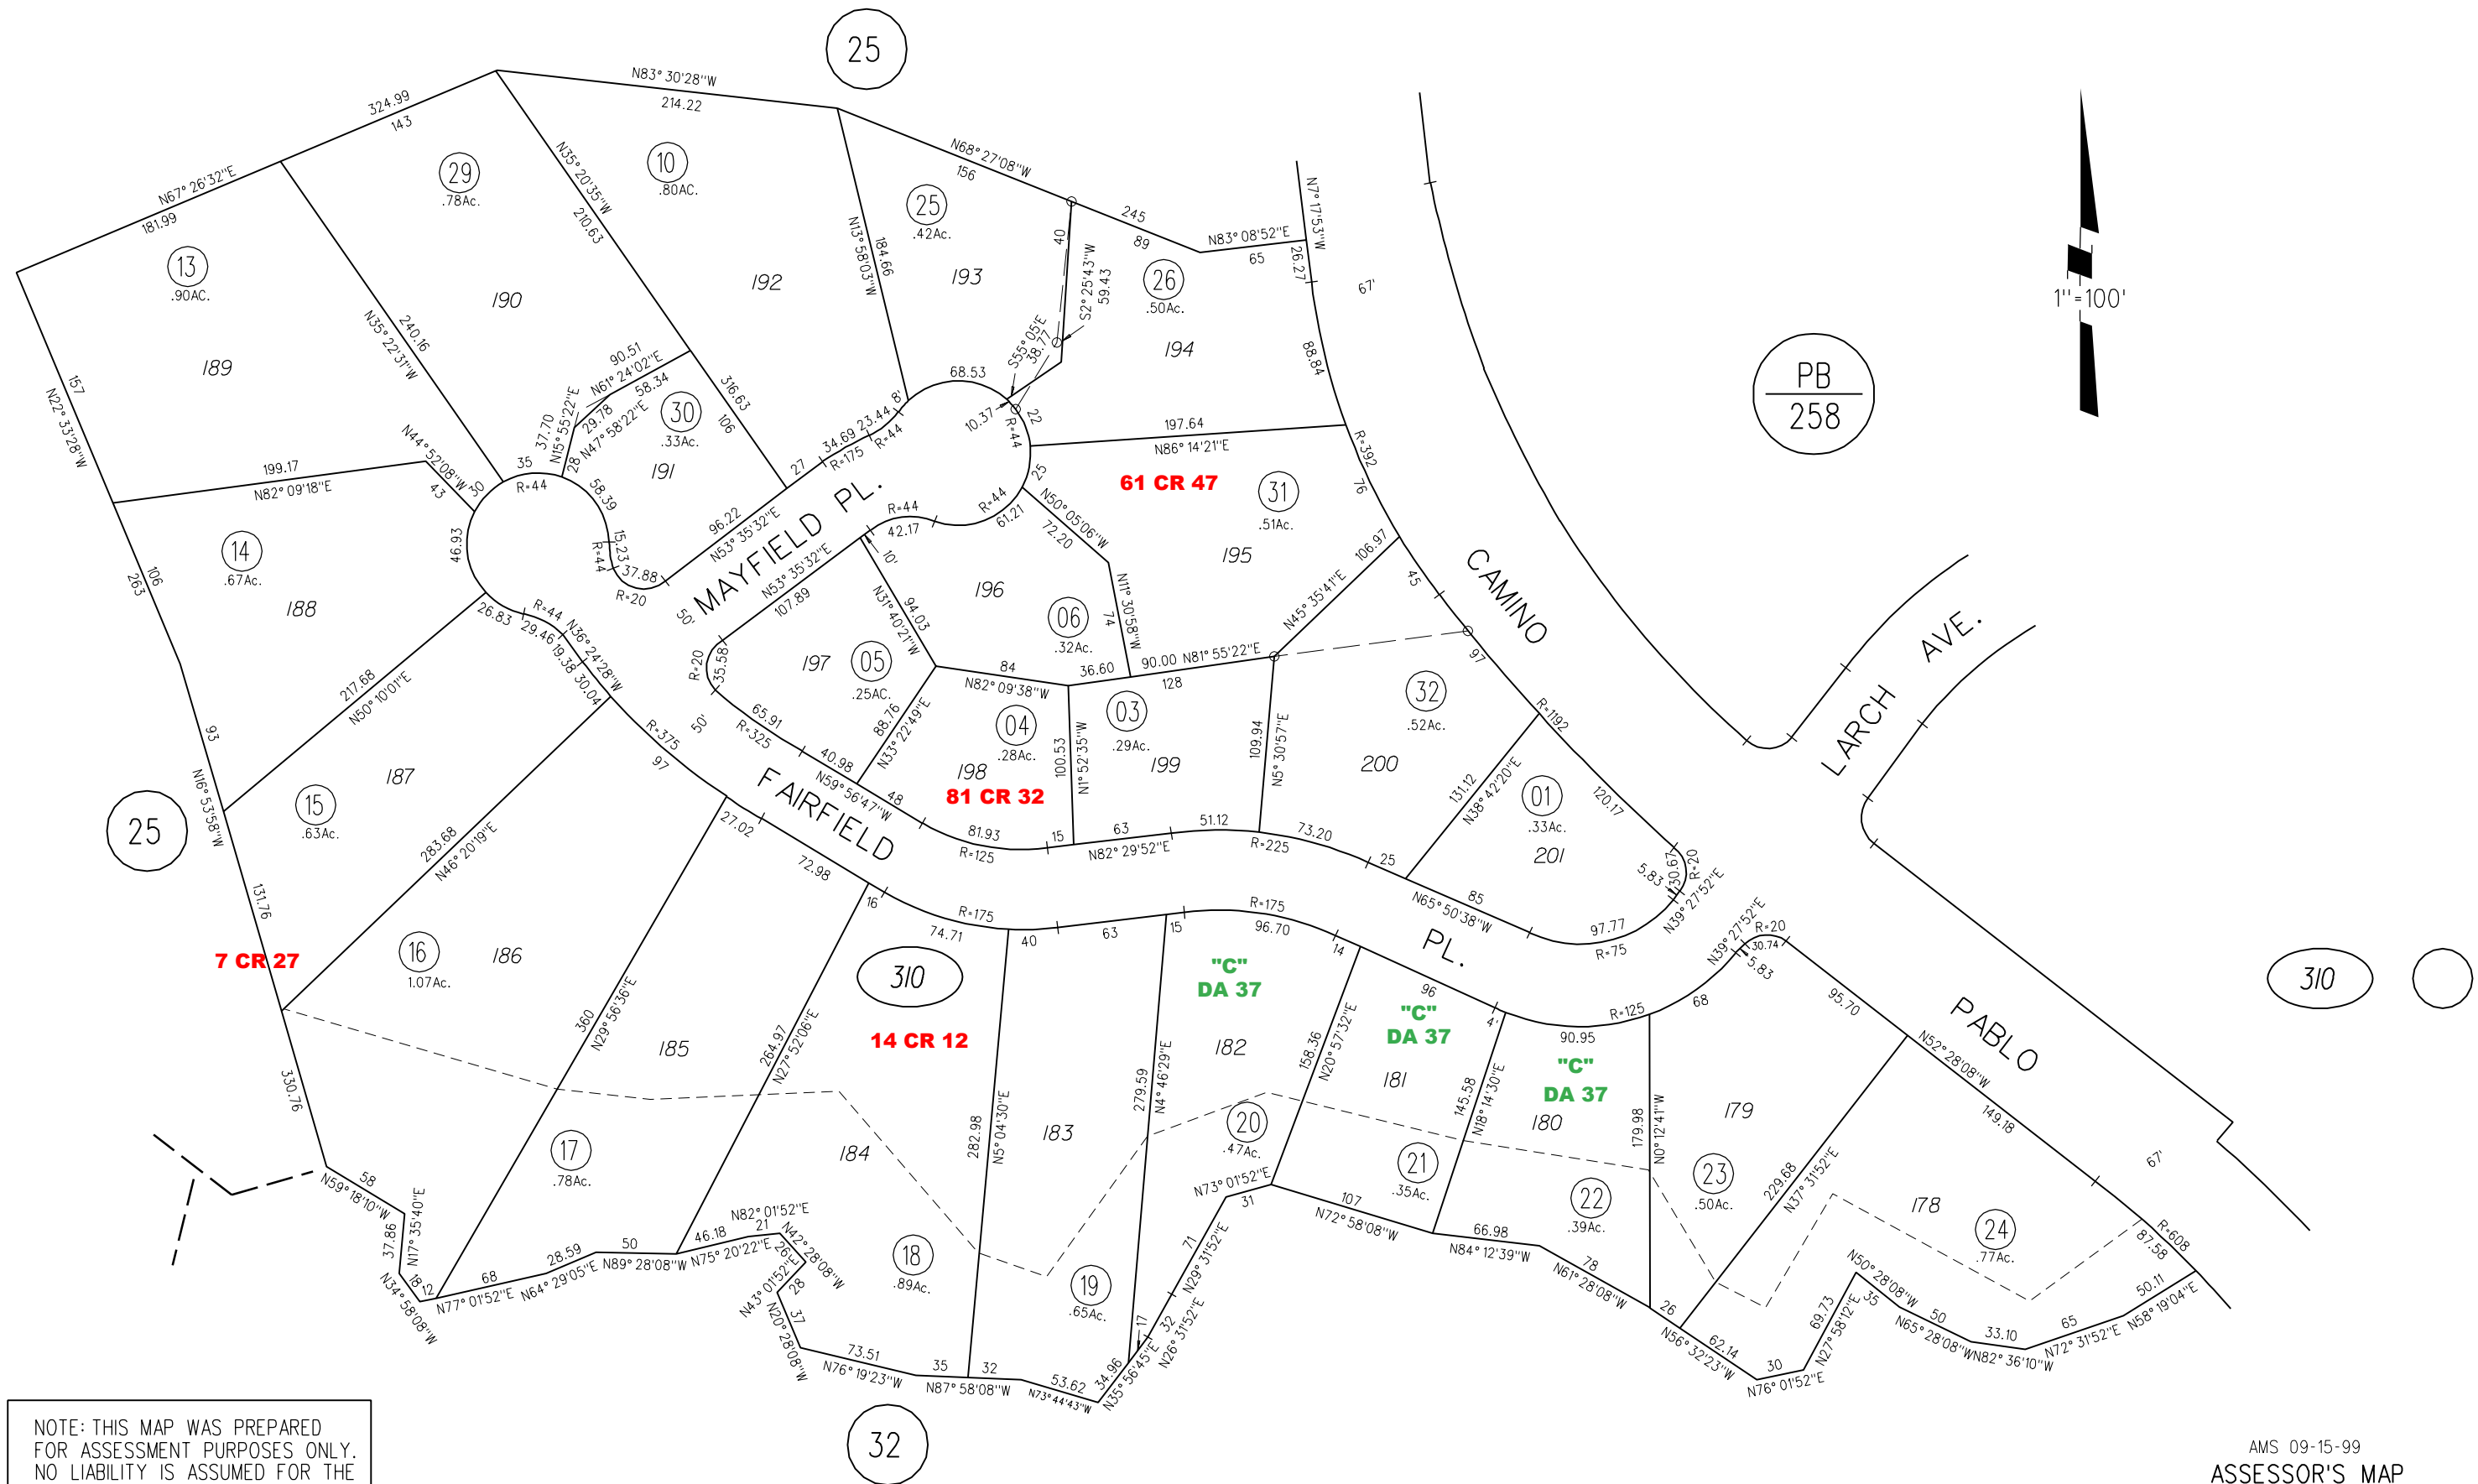 25
N83° 30'28"W
214.22
324.99
143
N67° 26'32"E
181.99
29
.78Ac.
10
.80AC.
N35° 20'35"W
210.63
N68° 27'08"W
156
25
.42Ac.
245
89
N83° 08'52"E
65
N7° 17'53"W
26.27
67'
13
.90AC.
190
192
N13° 58'03"W
184.66
193
40
S2° 25'43"W
59.43
26
.50Ac.
194
88.84
1"=100'
189
157
N22° 33'28"W
240.16
N35° 22'31"W
90.51
N61° 24'02"E
58.34
37.70
N15° 55'22"E
29.78
N47° 58'22"E
28
30
.33Ac.
191
316.63
106
S55° 05'E
38.77
68.53
10.37
22
R=44
8'
23.44
R=44
34.69
R=175
27
197.64
N86° 14'21"E
R=392
76
PB
258
61 CR 47
31
.51Ac.
195
199.17
N82° 09'18"E
N44° 52'08"W
43
30
35
R=44
58.39
15.23
R=44
37.88
R=20
96.22
N53° 35'32"E
MAYFIELD PL.
50'
R=44
42.17
R=44
61.21
25
N50° 05'06"W
72.20
106.97
N45° 35'41"E
45
CAMINO
14
.67Ac.
188
106
263
46.93
26.83
R=44
29.46
19.38
N36° 24'28"W
30.04
N53° 35'32"E
107.89
10'
N31° 40'21"W
94.03
196
06
.32Ac.
N11° 30'58"W
74
90.00 N81° 55'22"E
128
36.60
84
N82° 09'38"W
97
LARCH AVE.
217.68
N50° 10'01"E
R=20
35.58
197
05
.25AC.
65.91
R=325
50'
R=375
97
88.76
N33° 22'49"E
40.98
N59° 56'47"W
48
04
.28Ac.
198
81 CR 32
100.53
N1° 52'35"W
03
.29Ac.
199
109.94
N5° 30'57"E
32
.52Ac.
200
R=1192
131.12
N38° 42'20"E
01
.33Ac.
201
120.17
93
N16° 53'58"W
25
187
15
.63Ac.
283.68
N46° 20'19"E
FAIRFIELD
81.93
R=125
15
63
N82° 29'52"E
51.12
R=225
73.20
25
85
N65° 50'38"W
30.67
R=20
5.83
N39° 27'52"E
97.77
R=75
27.02
72.98
16
R=175
74.71
40
63
15
R=175
96.70
14
PL.
131.76
7 CR 27
16
1.07Ac.
186
360
N29° 56'36"E
185
264.97
N27° 52'06"E
310
14 CR 12
"C"
DA 37
182
"C"
DA 37
96
181
4'
"C"
DA 37
180
90.95
R=125
68
N39° 27'52"E
5.83
R=20
30.74
95.70
N52° 28'08"W
149.18
PABLO
310
67'
330.76
17
.78Ac.
184
282.98
N5° 04'30"E
183
279.59
N4° 46'29"E
158.36
N20° 57'32"E
20
.47Ac.
21
.35Ac.
145.58
N18° 14'30"E
179.98
N0° 12'41"W
22
.39Ac.
179
23
.50Ac.
229.68
N37° 31'52"E
178
24
.77Ac.
R=608
87.58
58
N59° 18'10"W
37.86
N17° 35'40"E
18
N34° 58'08"W
12
68
N77° 01'52"E
28.59
N64° 29'05"E
50
N89° 28'08"W
46.18
N75° 20'22"E
N82° 01'52"E
21
N42° 28'08"W
26
N43° 01'52"E
28
37
N20° 28'08"W
18
.89Ac.
73.51
N76° 19'23"W
35
32
N87° 58'08"W
19
.65Ac.
53.62
N73° 44'43"W
34.96
N35° 56'45"E
17
32
N26° 31'52"E
71
N29° 31'52"E
31
N73° 01'52"E
107
N72° 58'08"W
66.98
N84° 12'39"W
78
N61° 28'08"W
26
N56° 32'23"W
62.14
30
N76° 01'52"E
69.73
N27° 58'12"E
N50° 28'08"W
35
50
N65° 28'08"W
33.10
N82° 36'10"W
65
N72° 31'52"E
50.11
N58° 19'04"E
32
NOTE: THIS MAP WAS PREPARED
FOR ASSESSMENT PURPOSES ONLY.
NO LIABILITY IS ASSUMED FOR THE
AMS 09-15-99
ASSESSOR'S MAP